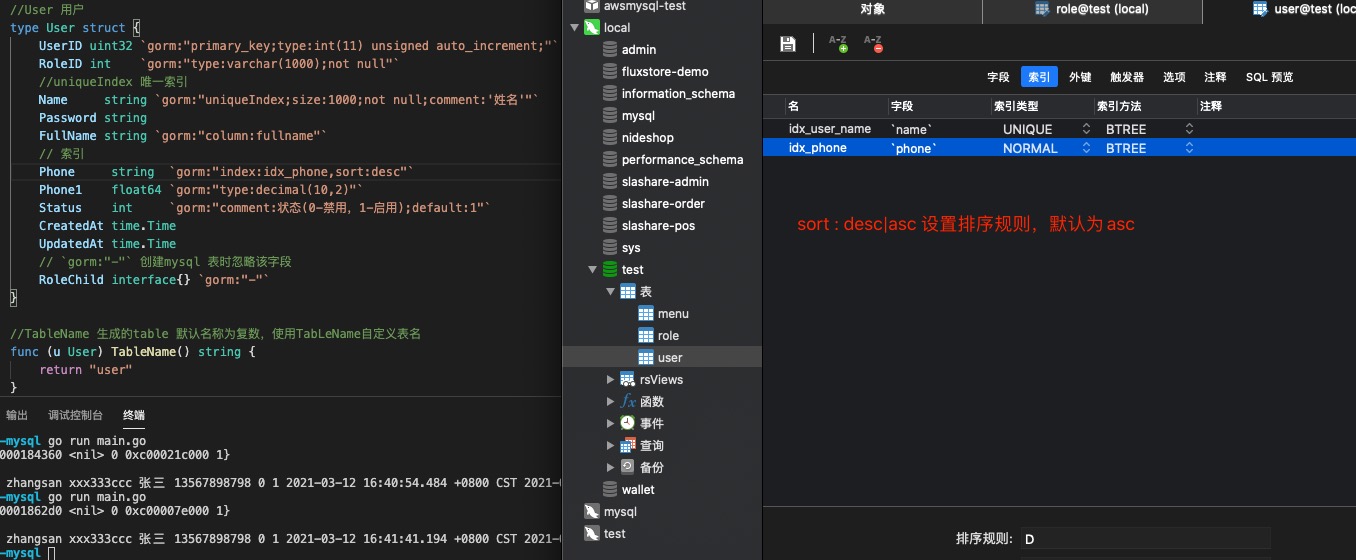 //User 用户
type User struct {
UserID uint32 `gorm:"primary_key;type:int(11) unsigned auto_increment;"`
RoleID int `gorm:"type:varchar(1000);not null"`
//uniqueIndex 唯一索引
Name string `gorm:"uniqueIndex;size:1000;not null;comment:'姓名'"`
Password string
FullName string `gorm:"column:fullname"`
// 索引
Phone string `gorm:"index:idx_phone,sort:desc"`
Phone1 float64 `gorm:"type:decimal(10,2)"`
Status int `gorm:"comment:状态(0-禁用, 1-启用);default:1"`
CreatedAt time.Time
UpdatedAt time.Time
// `gorm:"-"` 创建mysql 表时忽略该字段
RoleChild interface{} `gorm:"-"`
}
//TableName 生成的table 默认名称为复数, 使用TabLeName自定义表名
func (u User) TableName() string {
return "user"
}
输出 调试控制台 终端
-mysql go run main.go
000184360 <nil> 0 0xc00021c000 1}
zhangsan xxx333ccc 张三 13567898798 0 1 2021-03-12 16:40:54.484 +0800 CST 2021-0
-mysql go run main.go
0001862d0 <nil> 0 0xc00007e000 1}
zhangsan xxx333ccc 张三 13567898798 0 1 2021-03-12 16:41:41.194 +0800 CST 2021-0
-mysql
awsmysql-test
local
admin
fluxstore-demo
information_schema
mysql
nideshop
performance_schema
slashare-admin
slashare-order
slashare-pos
sys
test
表
menu
role
user
rsViews
fx 函数
事件
查询
备份
wallet
mysql
test
对象 role@test (local) user@test (loc
A-Z A-Z
字段 索引 外键 触发器 选项 注释 SQL 预览
名 字段 索引类型 索引方法 注释
idx_user_name `name` UNIQUE BTREE
idx_phone `phone` NORMAL BTREE
sort : desc|asc 设置排序规则，默认为 asc
排序规则: D